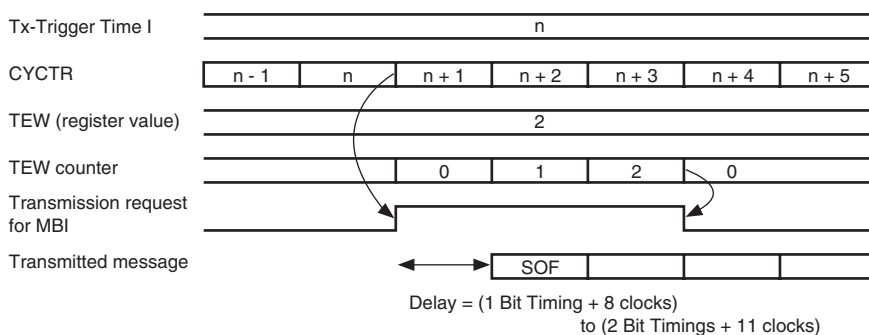 Tx-Trigger Time I
n
CYCTR
n - 1 n n + 1 n + 2 n + 3 n + 4 n + 5
TEW (register value)
2
TEW counter
0 1 2 0
Transmission request
for MBI
Transmitted message
SOF
Delay = (1 Bit Timing + 8 clocks)
to (2 Bit Timings + 11 clocks)